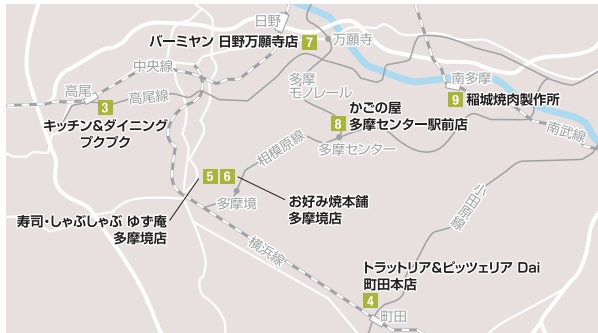 日野
バーミヤン 日野万願寺店
7
万願寺
中央線
高尾
3
高尾線
キッチン&ダイニング
プクプク
多摩
モノレール
南多摩
9
稲城焼肉製作所
かごの屋
多摩センター駅前店
8
多摩センター
南武線
相模原線
5
6
お好み焼本舗
多摩境店
多摩境
寿司・しゃぶしゃぶ ゆず庵
多摩境店
小田原線
横浜線
トラットリア&ピッツェリア Dai
町田本店
4
町田